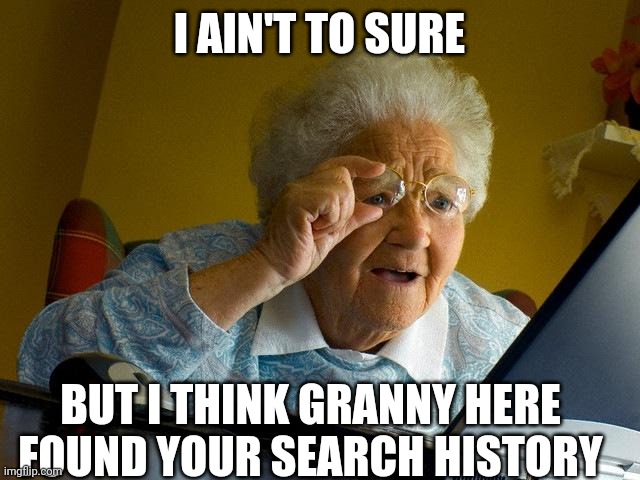 I AIN'T TO SURE
BUT I THINK GRANNY HERE
FOUND YOUR SEARCH HISTORY
imgflip.com